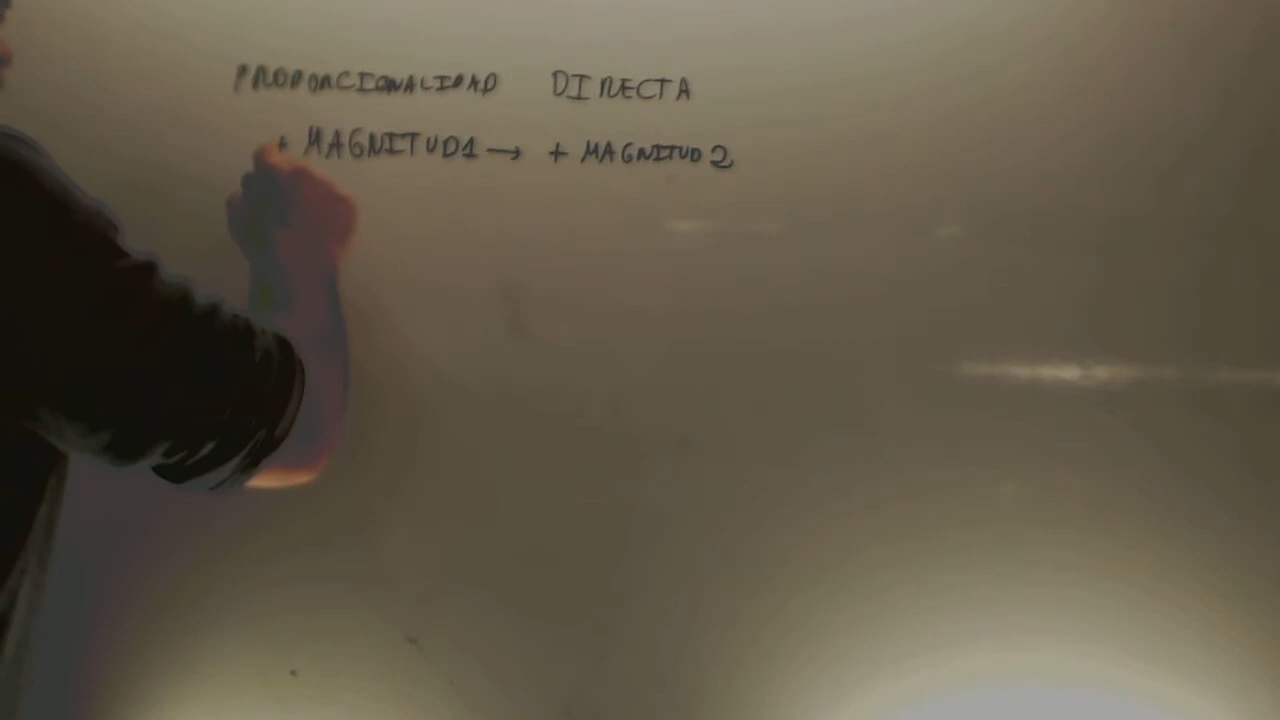 PROPORCIONALIDAD DIRECTA
+ MAGNITUD1 → + MAGNITUD 2